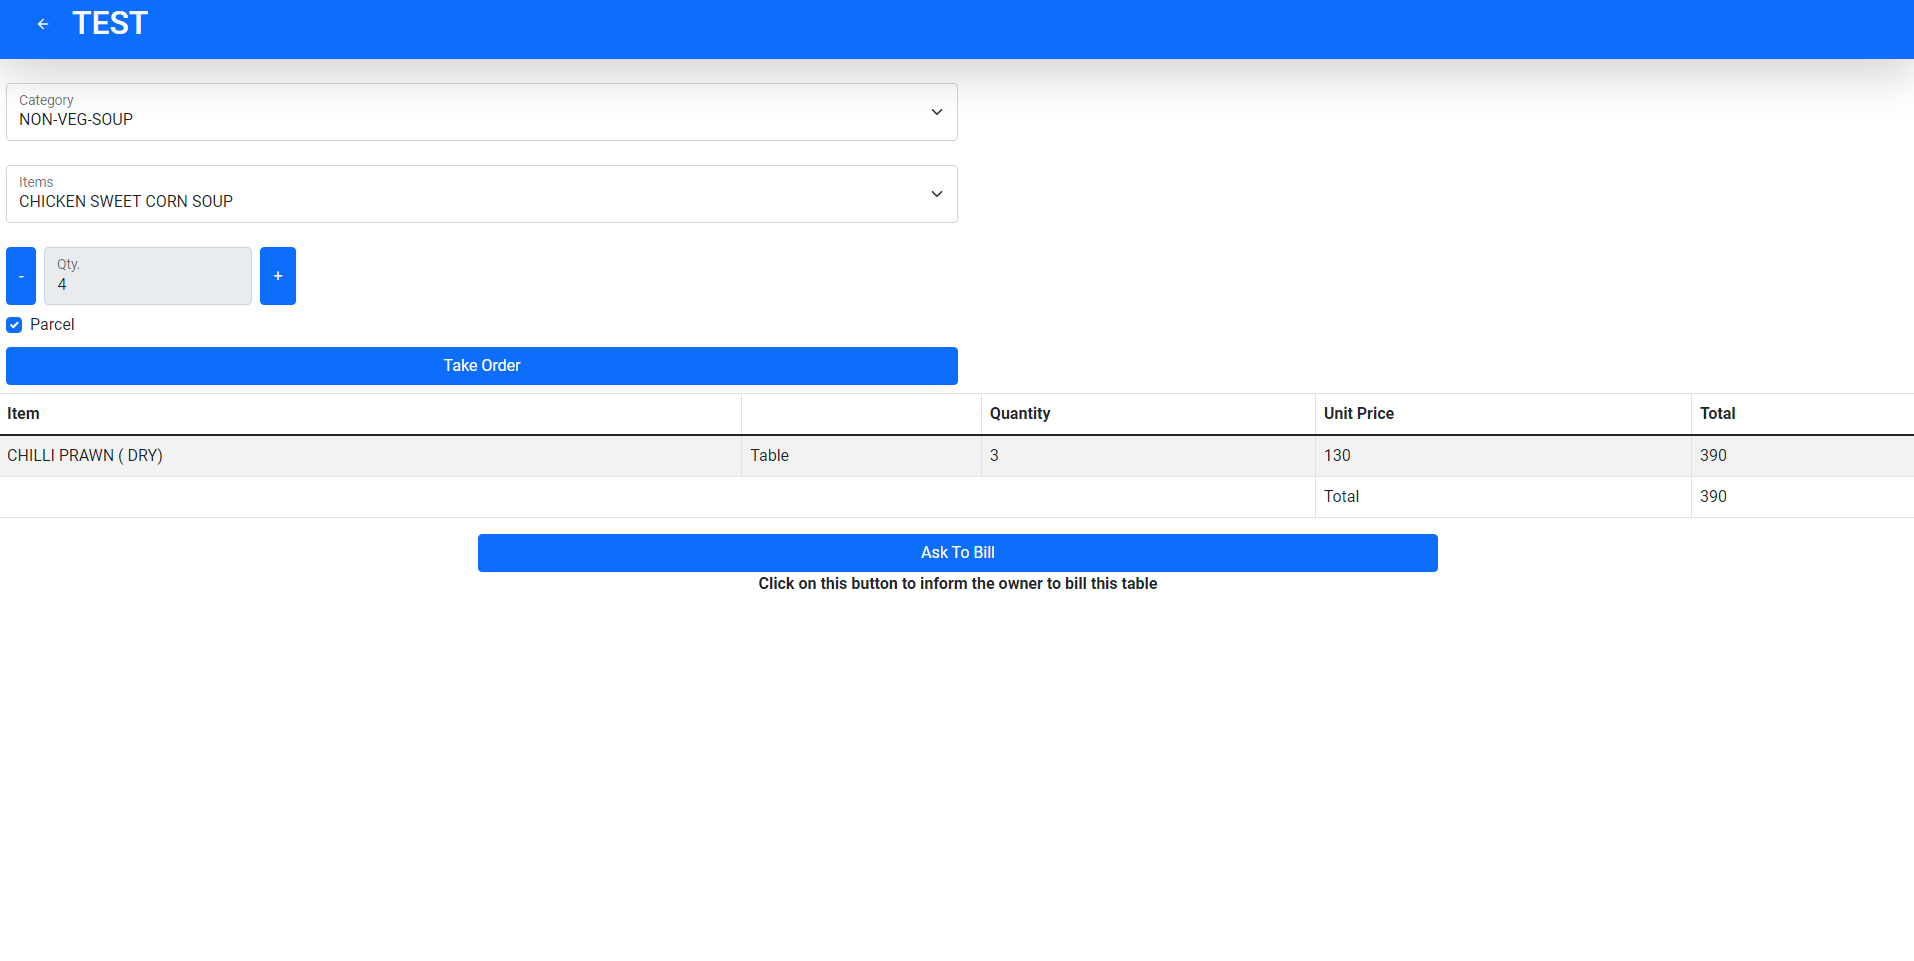 TEST
Category
NON-VEG-SOUP
Items
CHICKEN SWEET CORN SOUP
- Qty. +
4
Parcel
Take Order
Item Quantity Unit Price Total
CHILLI PRAWN ( DRY) Table 3 130 390
Total 390
Ask To Bill
Click on this button to inform the owner to bill this table